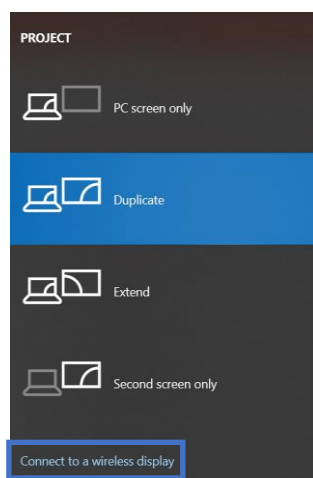 PROJECT
PC screen only
Duplicate
Extend
Second screen only
Connect to a wireless display